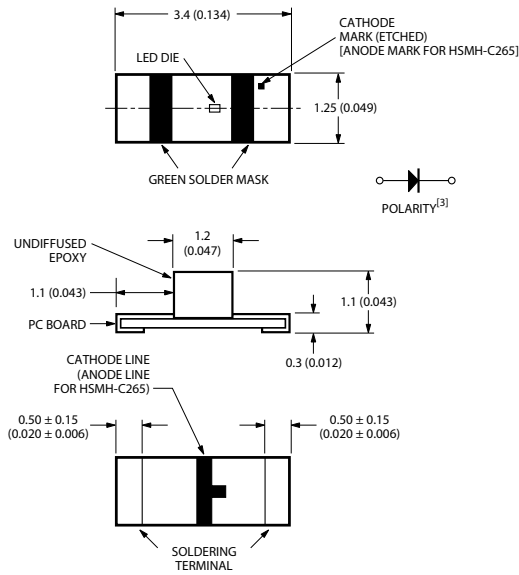 3.4 (0.134)
CATHODE
MARK (ETCHED)
[ANODE MARK FOR HSMH-C265]
LED DIE
1.25 (0.049)
GREEN SOLDER MASK
POLARITY[3]
UNDIFFUSED
EPOXY
1.2
(0.047)
1.1 (0.043)
1.1 (0.043)
PC BOARD
0.3 (0.012)
CATHODE LINE
(ANODE LINE
FOR HSMH-C265)
0.50 ± 0.15
(0.020 ± 0.006)
0.50 ± 0.15
(0.020 ± 0.006)
SOLDERING
TERMINAL